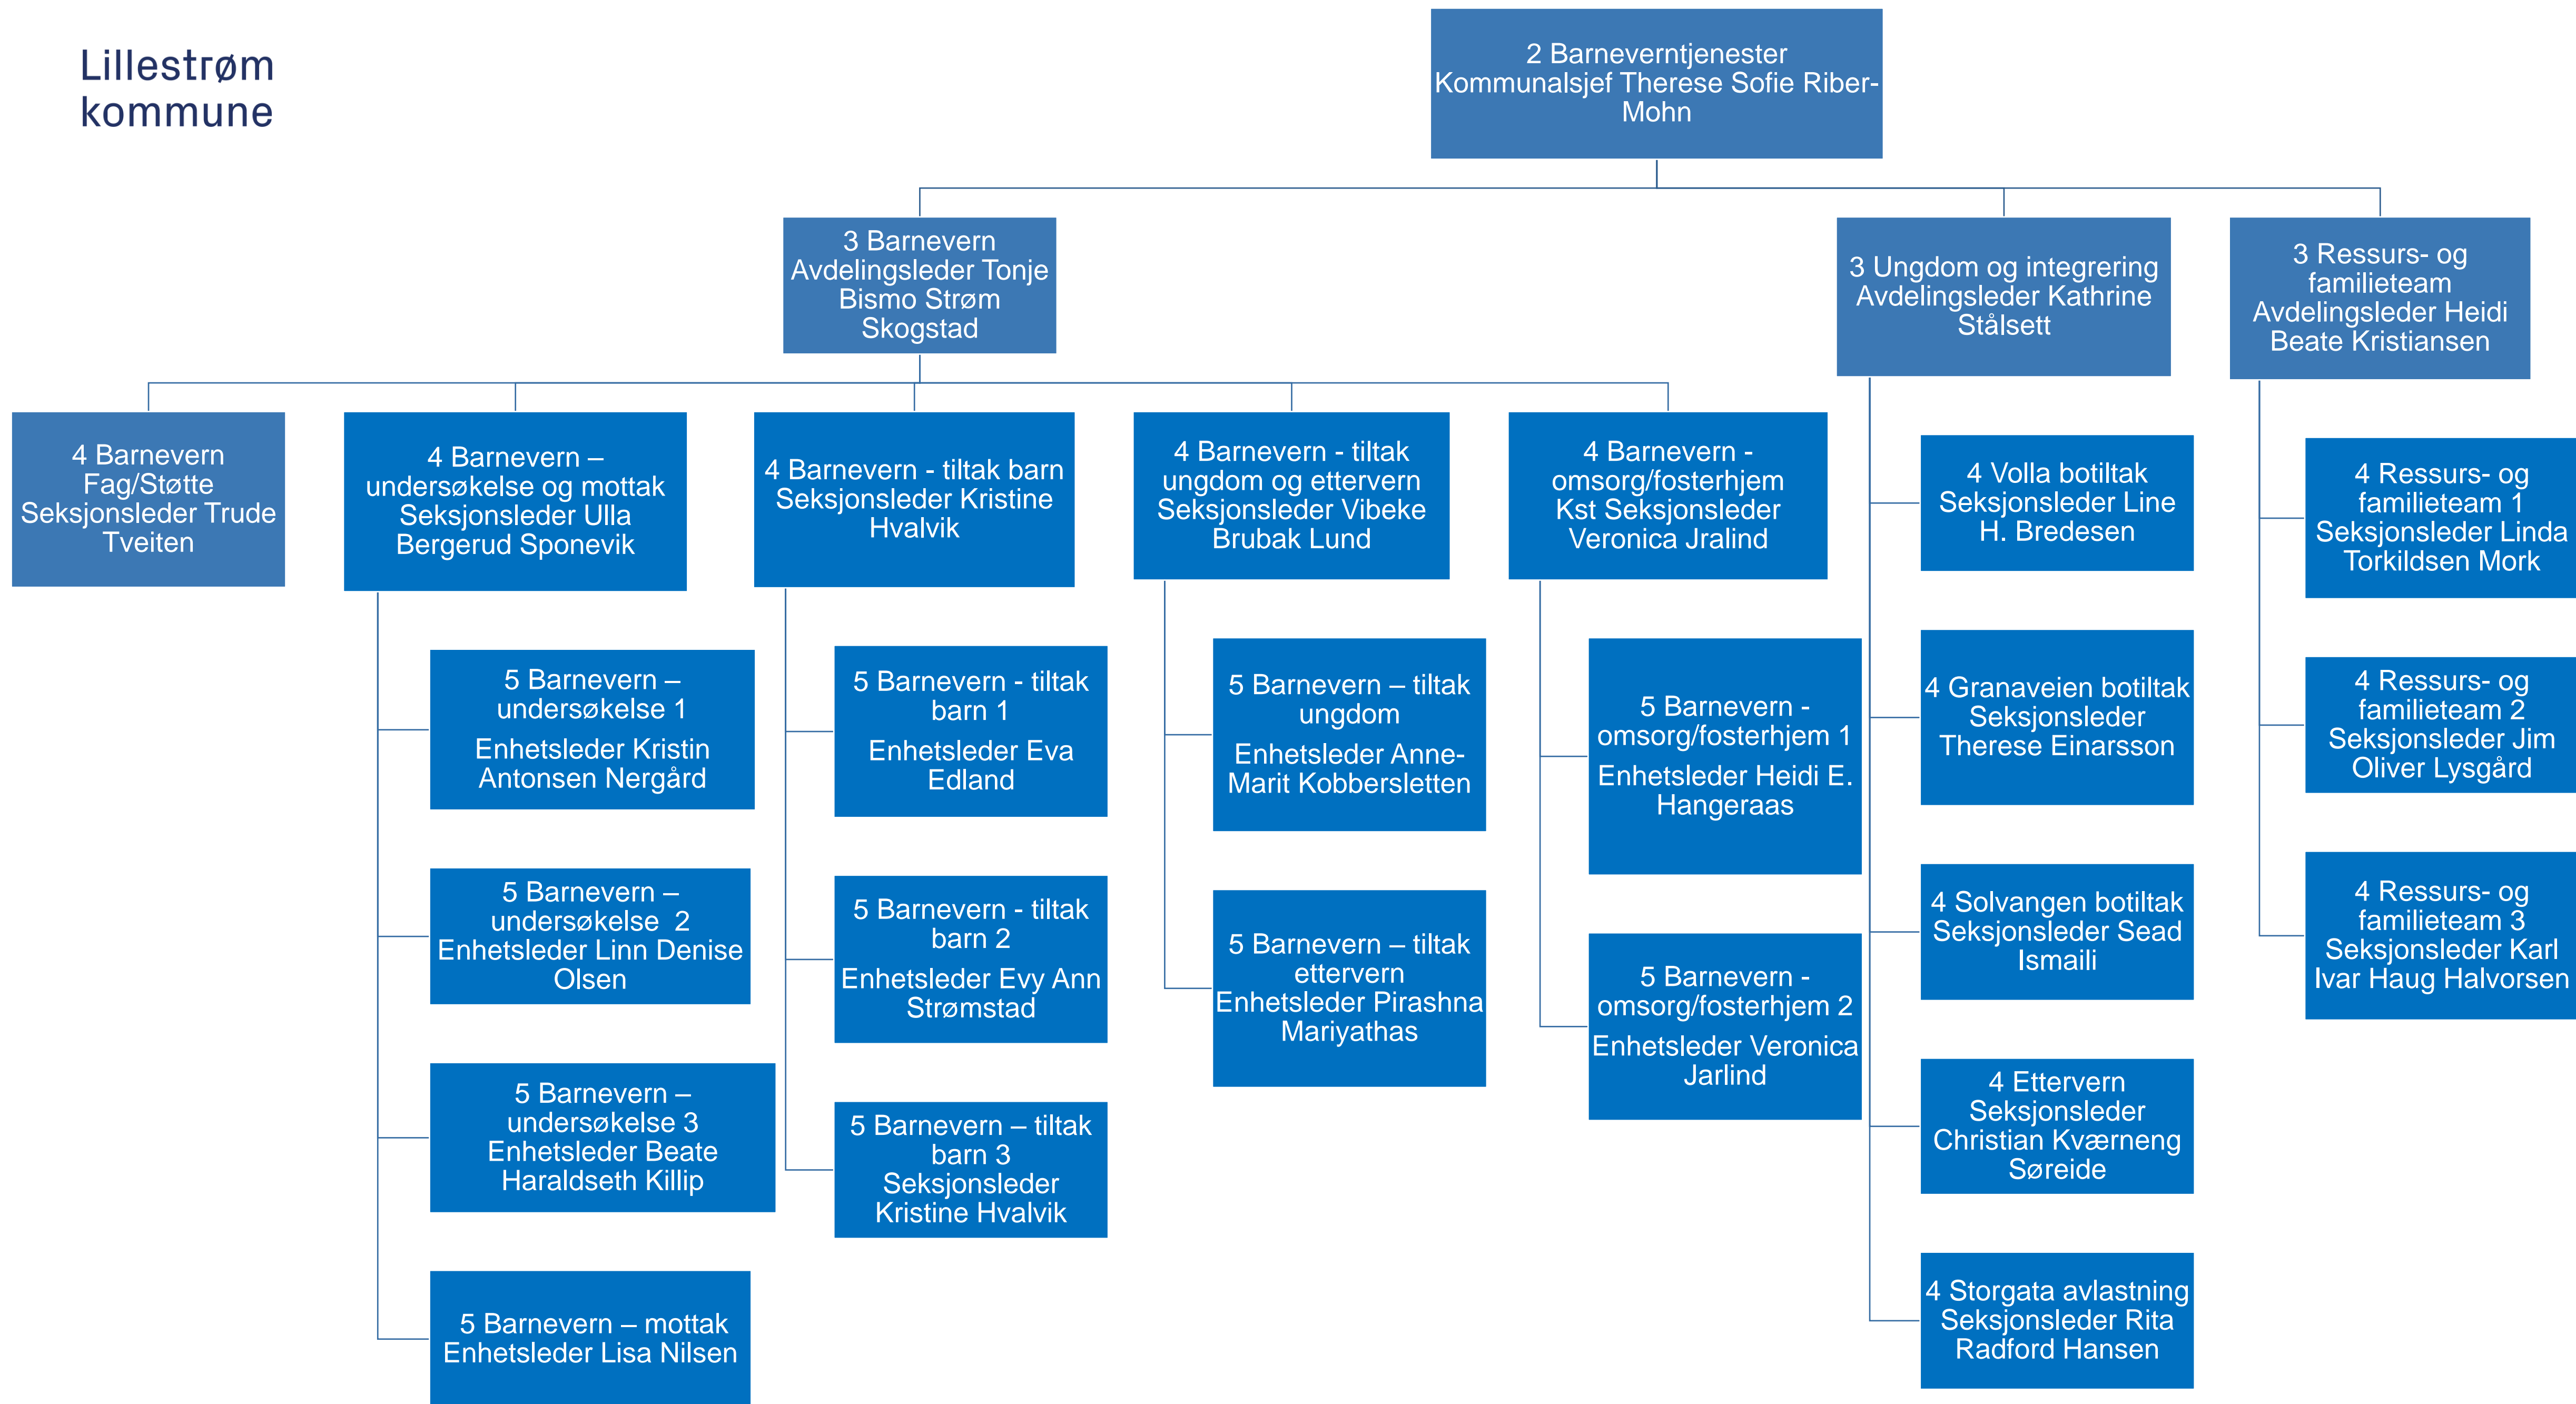 Lillestrøm
kommune
2 Barneverntjenester
Kommunalsjef Therese Sofie Riber-
Mohn
3 Barnevern
Avdelingsleder Tonje
Bismo Strøm
Skogstad
3 Ungdom og integrering
Avdelingsleder Kathrine
Stålsett
3 Ressurs- og
familieteam
Avdelingsleder Heidi
Beate Kristiansen
4 Barnevern
Fag/Støtte
Seksjonsleder Trude
Tveiten
4 Barnevern –
undersøkelse og mottak
Seksjonsleder Ulla
Bergerud Sponevik
5 Barnevern –
undersøkelse 1
Enhetsleder Kristin
Antonsen Nergård
5 Barnevern –
undersøkelse  2
Enhetsleder Linn Denise
Olsen
5 Barnevern –
undersøkelse 3
Enhetsleder Beate
Haraldseth Killip
5 Barnevern – mottak
Enhetsleder Lisa Nilsen
4 Barnevern - tiltak barn
Seksjonsleder Kristine
Hvalvik
5 Barnevern - tiltak
barn 1
Enhetsleder Eva
Edland
5 Barnevern - tiltak
barn 2
Enhetsleder Evy Ann
Strømstad
5 Barnevern – tiltak
barn 3
Seksjonsleder
Kristine Hvalvik
4 Barnevern - tiltak
ungdom og ettervern
Seksjonsleder Vibeke
Brubak Lund
5 Barnevern – tiltak
ungdom
Enhetsleder Anne-
Marit Kobbersletten
5 Barnevern – tiltak
ettervern
Enhetsleder Pirashna
Mariyathas
4 Barnevern -
omsorg/fosterhjem
Kst Seksjonsleder
Veronica Jralind
5 Barnevern -
omsorg/fosterhjem 1
Enhetsleder Heidi E.
Hangeraas
5 Barnevern -
omsorg/fosterhjem 2
Enhetsleder Veronica
Jarlind
4 Volla botiltak
Seksjonsleder Line
H. Bredesen
4 Granaveien botiltak
Seksjonsleder
Therese Einarsson
4 Solvangen botiltak
Seksjonsleder Sead
Ismaili
4 Ettervern
Seksjonsleder
Christian Kværneng
Søreide
4 Storgata avlastning
Seksjonsleder Rita
Radford Hansen
4 Ressurs- og
familieteam 1
Seksjonsleder Linda
Torkildsen Mork
4 Ressurs- og
familieteam 2
Seksjonsleder Jim
Oliver Lysgård
4 Ressurs- og
familieteam 3
Seksjonsleder Karl
Ivar Haug Halvorsen